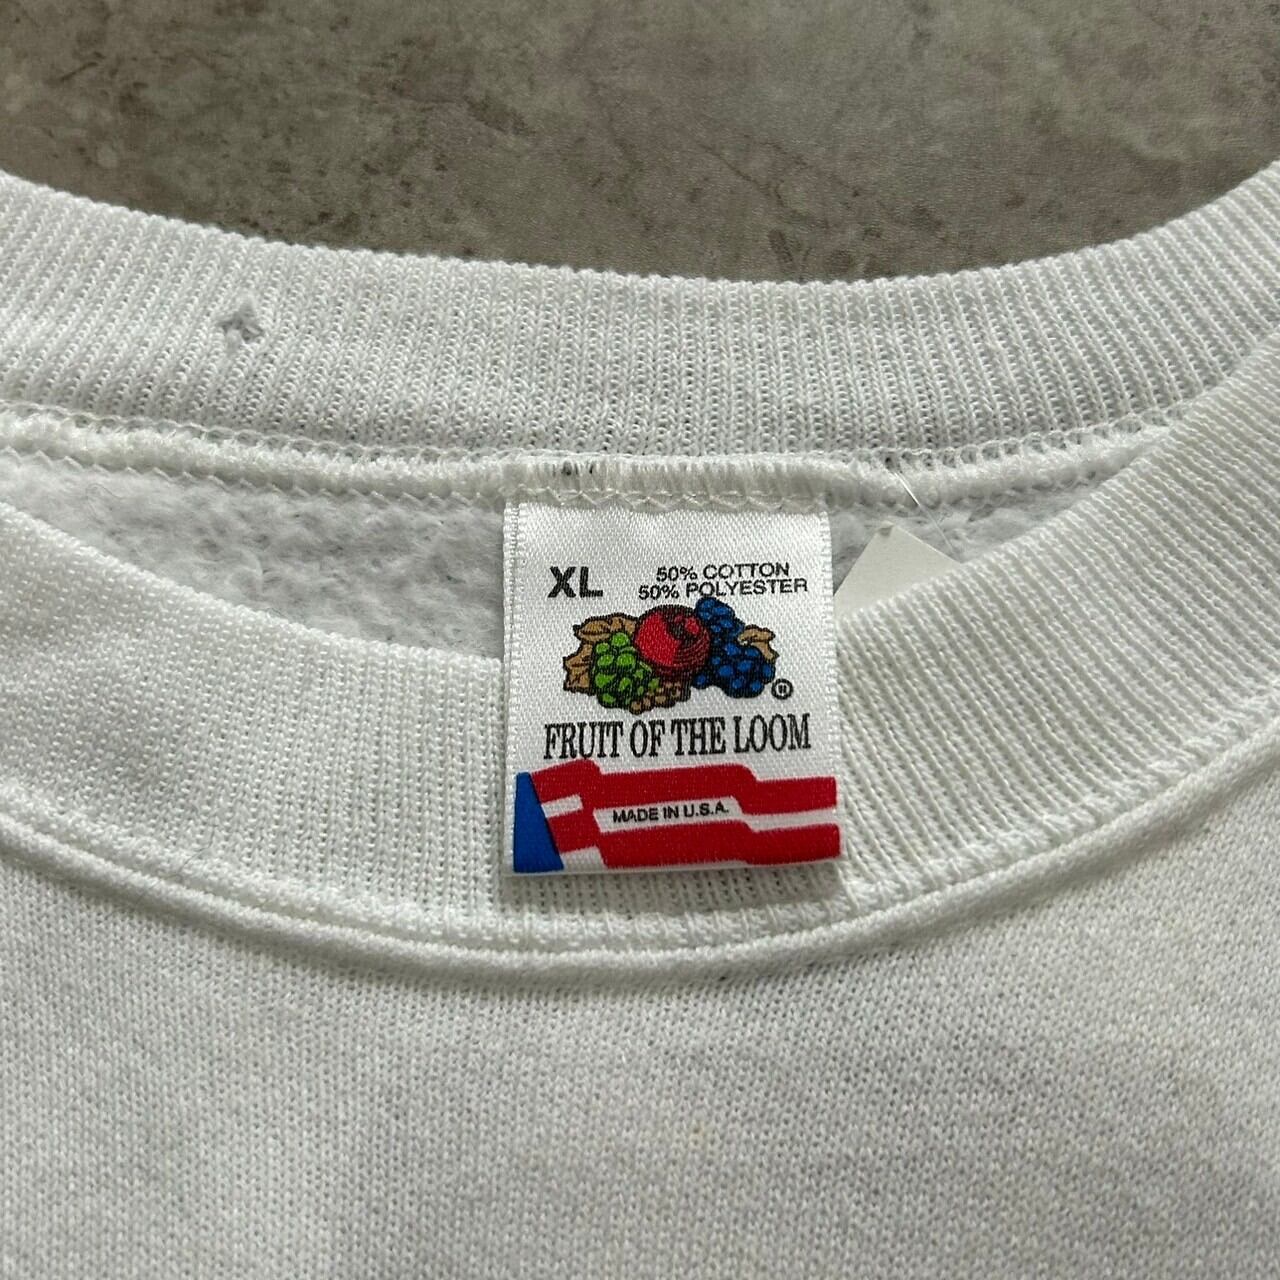 XL
50% COTTON
50% POLYESTER
®
FRUIT OF THE LOOM
MADE IN U.S.A.